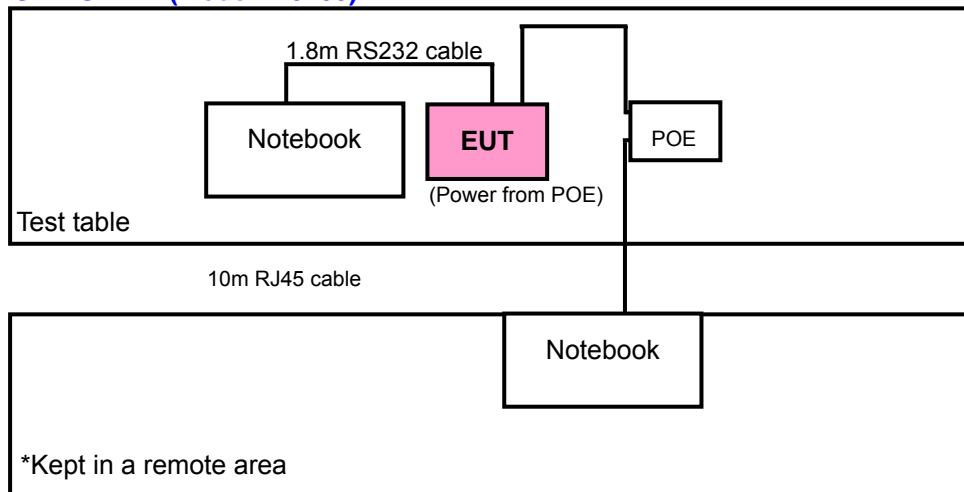 1.8m RS232 cable
Notebook
EUT
POE
(Power from POE)
Test table
10m RJ45 cable
Notebook
*Kept in a remote area